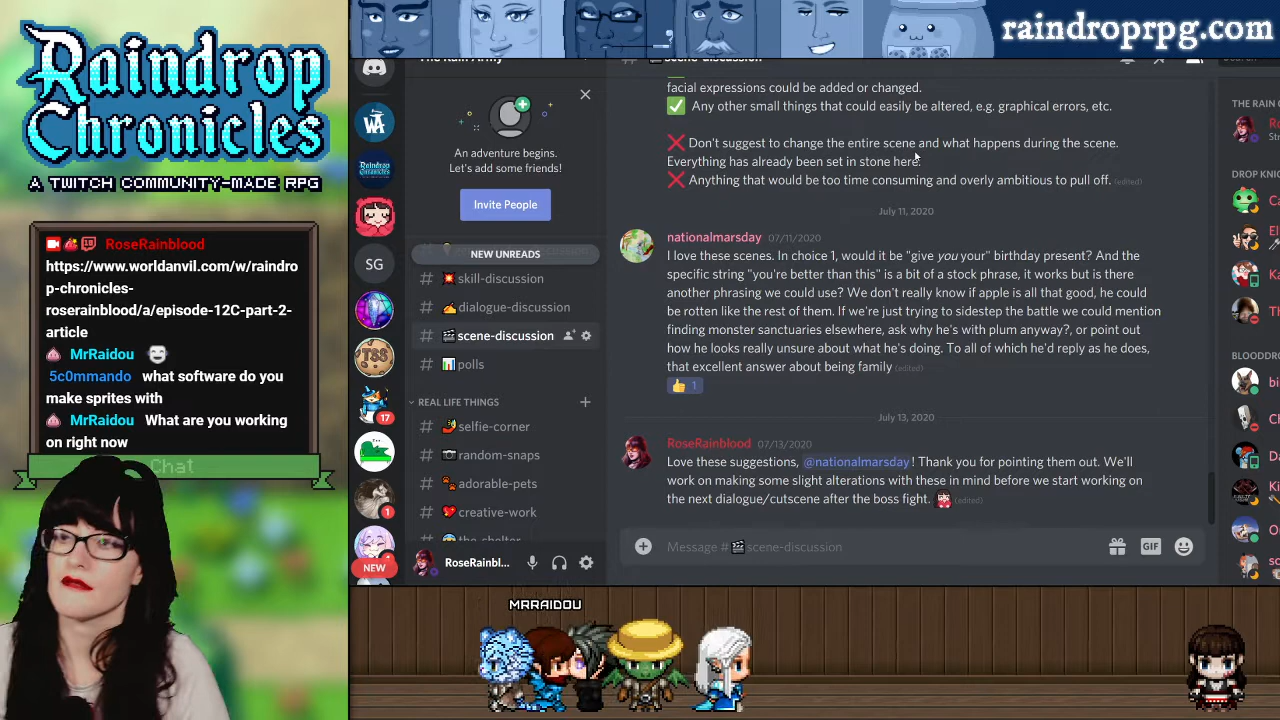 Raindrop
Chronicles
A TWITCH COMMUNITY-MADE RPG
RoseRainblood
https://www.worldanvil.com/w/raindro
p-chronicles-
roserainblood/a/episode-12C-part-2-
article
MrRaidou
5c0mmando what software do you
make sprites with
MrRaidou What are you working
on right now
Chat
raindroprpg.com
WA
Raindrop
SG
TSS
17
1
NEW
An adventure begins.
Let's add some friends!
Invite People
NEW UNREADS
# skill-discussion
# dialogue-discussion
# scene-discussion
# polls
REAL LIFE THINGS
# selfie-corner
# random-snaps
# adorable-pets
# creative-work
# the-shelter
RoseRainbl...
scene-discussion
facial expressions could be added or changed.
✅ Any other small things that could easily be altered, e.g. graphical errors, etc.
❌ Don't suggest to change the entire scene and what happens during the scene.
Everything has already been set in stone here.
❌ Anything that would be too time consuming and overly ambitious to pull off. (edited)
July 11, 2020
nationalmarsday 07/11/2020
I love these scenes. In choice 1, would it be "give you your" birthday present? And the
specific string "you're better than this" is a bit of a stock phrase, it works but is there
another phrasing we could use? We don't really know if apple is all that good, he could
be rotten like the rest of them. If we're just trying to sidestep the battle we could mention
finding monster sanctuaries elsewhere, ask why he's with plum anyway?, or point out
how he looks really unsure about what he's doing. To all of which he'd reply as he does,
that excellent answer about being family (edited)
👍 1
July 13, 2020
RoseRainblood 07/13/2020
Love these suggestions, @nationalmarsday! Thank you for pointing them out. We'll
work on making some slight alterations with these in mind before we start working on
the next dialogue/cutscene after the boss fight. (edited)
Message # scene-discussion
GIF
THE RAIN
DROP KNI
BLOODDRO
MRRAIDOU